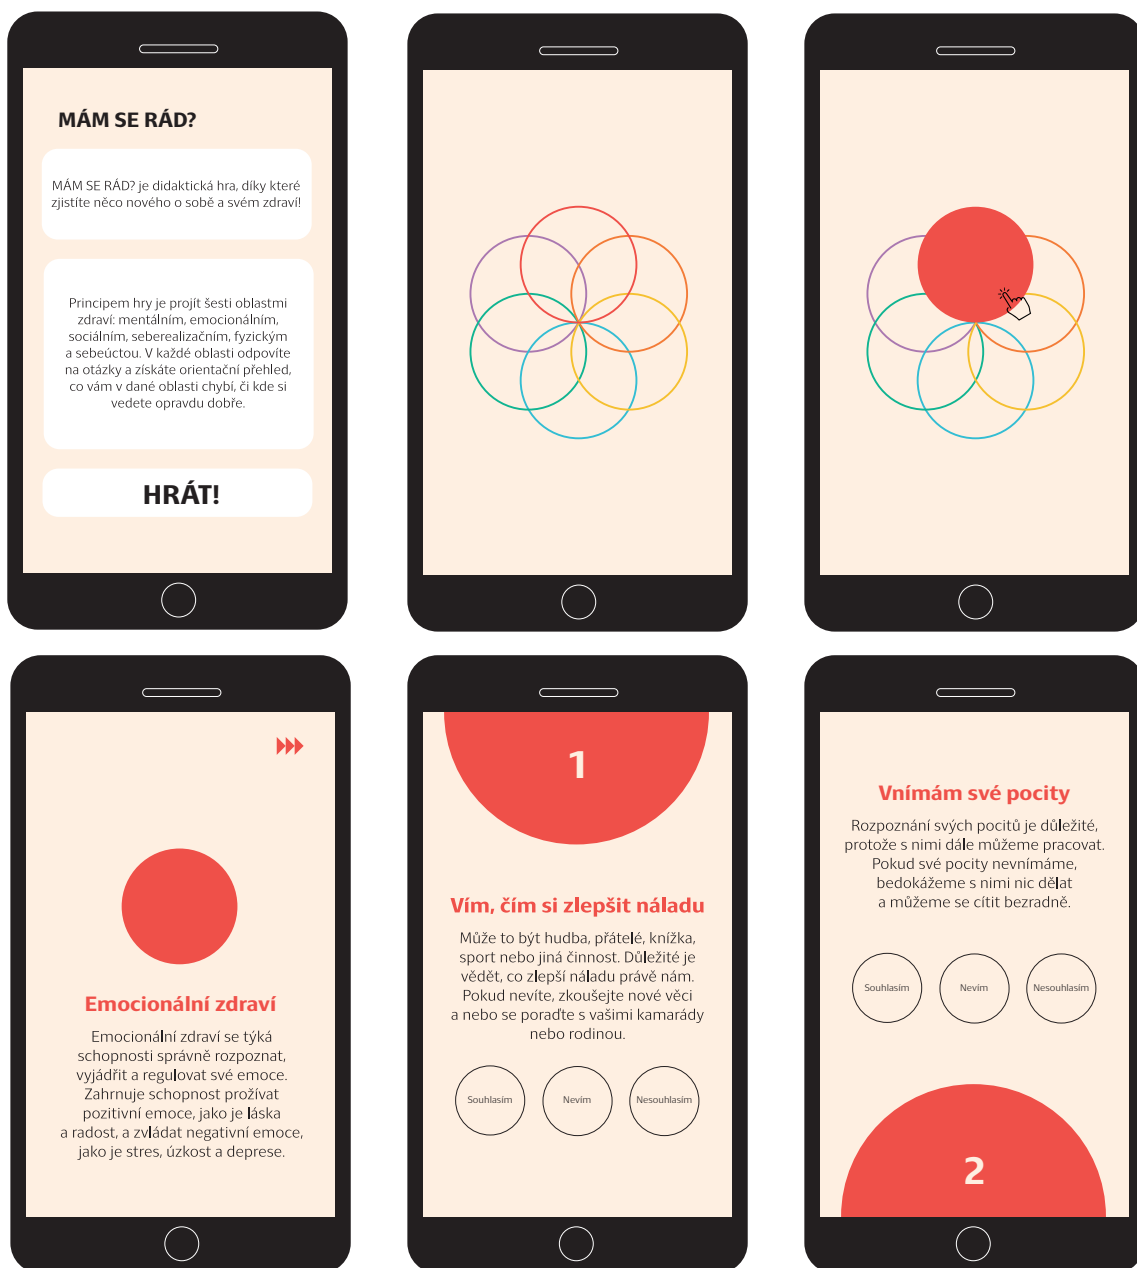 MÁM SE RÁD?
MÁM SE RÁD? je didaktická hra, díky které
zjistíte něco nového o sobě a svém zdraví!
Principem hry je projít šesti oblastmi
zdraví: mentálním, emocionálním,
sociálním, seberealizačním, fyzickým
a sebeúctou. V každé oblasti odpovíte
na otázky a získáte orientační přehled,
co vám v dané oblasti chybí, či kde si
vedete opravdu dobře.
HRÁT!
Emocionální zdraví
Emocionální zdraví se týká
schopnosti správně rozpoznat,
vyjádřit a regulovat své emoce.
Zahrnuje schopnost prožívat
pozitivní emoce, jako je láska
a radost, a zvládat negativní emoce,
jako je stres, úzkost a deprese.
1
Vím, čím si zlepšit náladu
Může to být hudba, přátelé, knížka,
sport nebo jiná činnost. Důležité je
vědět, co zlepší náladu právě nám.
Pokud nevíte, zkoušejte nové věci
a nebo se poraďte s vašimi kamarády
nebo rodinou.
Souhlasím Nevím Nesouhlasím
Vnímám své pocity
Rozpoznání svých pocitů je důležité,
protože s nimi dále můžeme pracovat.
Pokud své pocity nevnímáme,
bedokážeme s nimi nic dělat
a můžeme se cítit bezradně.
Souhlasím Nevím Nesouhlasím
2